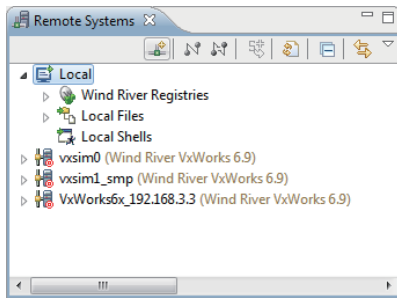 Remote Systems
Local
Wind River Registries
Local Files
Local Shells
vxsim0 (Wind River VxWorks 6.9)
vxsim1_smp (Wind River VxWorks 6.9)
VxWorks6x_192.168.3.3 (Wind River VxWorks 6.9)